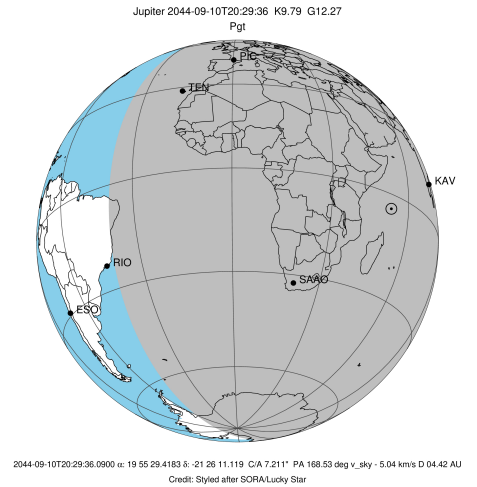 Jupiter 2044-09-10T20:29:36 K9.79 G12.27
Pgt
PIC
TEN
KAV
RIO
SAAO
ESO
2044-09-10T20:29:36.0900 α: 19 55 29.4183 δ: -21 26 11.119 C/A 7.211" PA 168.53 deg v_sky - 5.04 km/s D 04.42 AU
Credit: Styled after SORA/Lucky Star